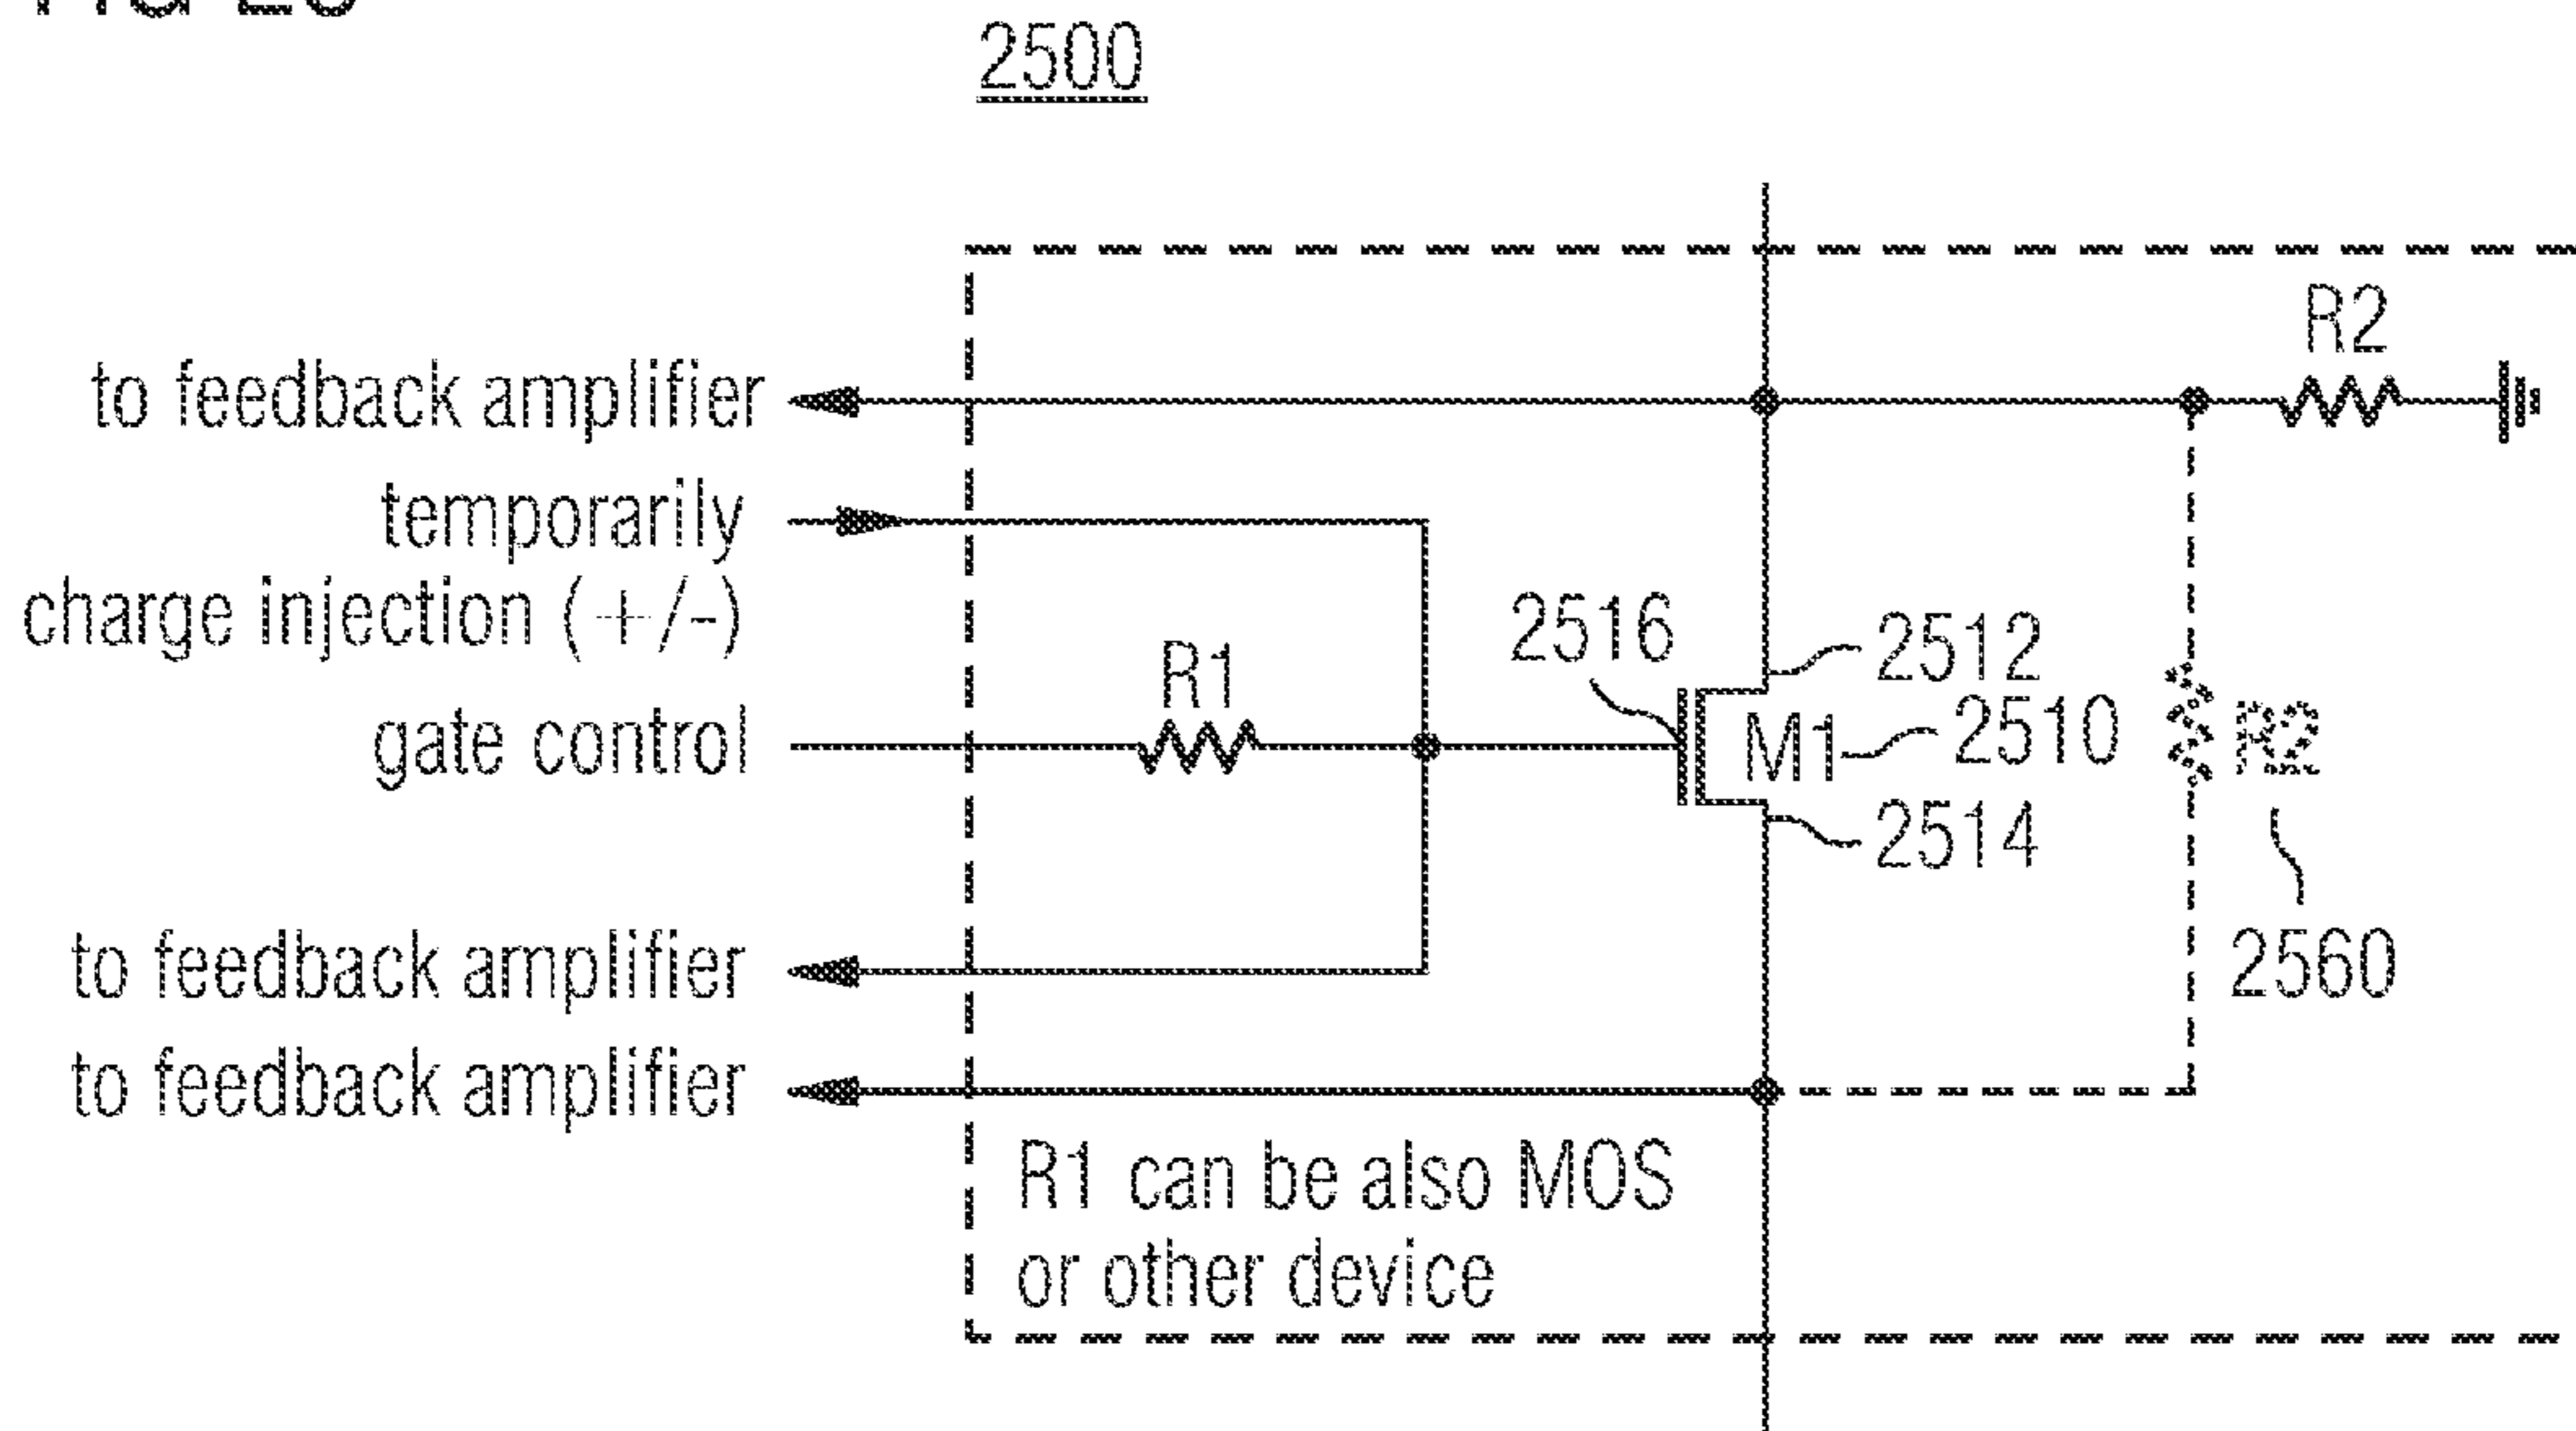 2500
R2
to feedback amplifier
temporarily
charge injection (+/-)
2516
2512
R1
gate control
M1
2510
R2
2514
to feedback amplifier
2560
to feedback amplifier
R1 can be also MOS
or other device